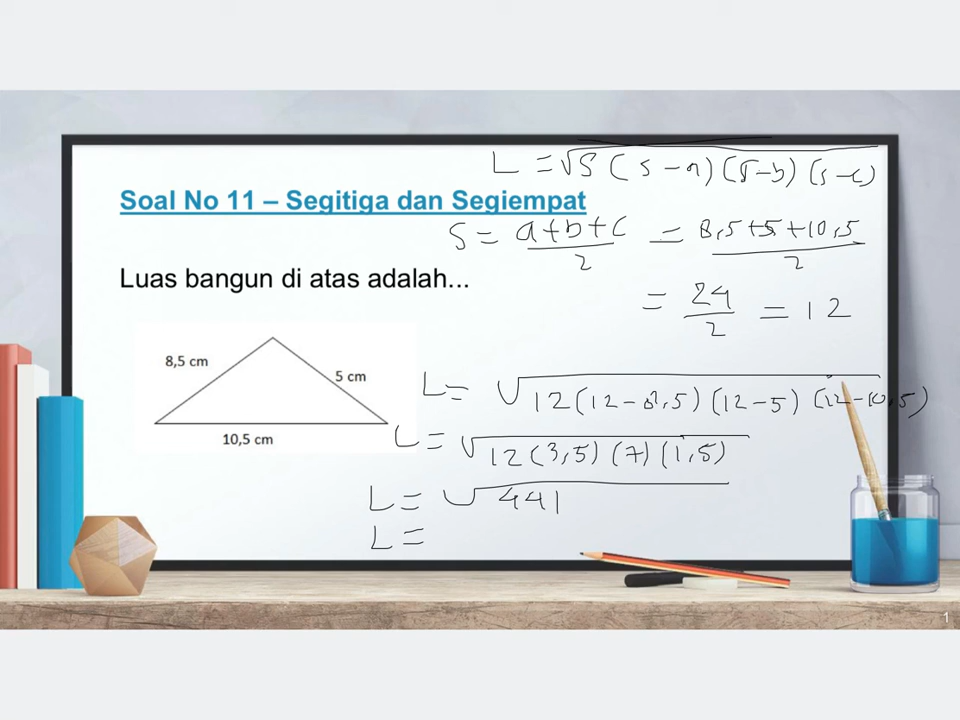 L = √S(s-a)(s-b)(s-c)
Soal No 11 – Segitiga dan Segiempat
S = a+b+c/2 = 8,5+5+10,5/2
Luas bangun di atas adalah...
= 24/2 = 12
8,5 cm
5 cm
L = √12(12-8,5)(12-5)(12-10,5)
10,5 cm
L = √12(3,5)(7)(1,5)
L = √441
L =
1